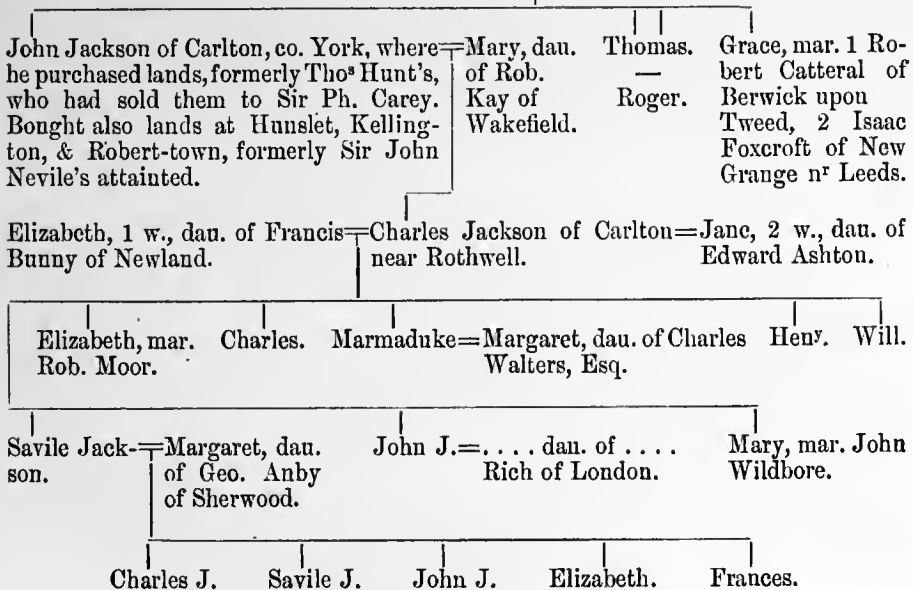 John Jackson of Carlton, co. York, where=Mary, dau. Thomas. Grace, mar. 1 Ro-
he purchased lands, formerly Thoˢ Hunt's, of Rob. — bert Catteral of
who had sold them to Sir Ph. Carey. Kay of Roger. Berwick upon
Bought also lands at Hunslet, Kelling- Wakefield. Tweed, 2 Isaac
ton, & Robert-town, formerly Sir John Foxcroft of New
Nevile's attainted. Grange nʳ Leeds.
Elizabeth, 1 w., dau. of Francis=Charles Jackson of Carlton=Jane, 2 w., dau. of
Bunny of Newland. near Rothwell. Edward Ashton.
Elizabeth, mar. Charles. Marmaduke=Margaret, dau. of Charles Henʸ. Will.
Rob. Moor. Walters, Esq.
Savile Jack-=Margaret, dau. John J.=.... dau. of .... Mary, mar. John
son. of Geo. Anby Rich of London. Wildbore.
of Sherwood.
Charles J. Savile J. John J. Elizabeth. Frances.